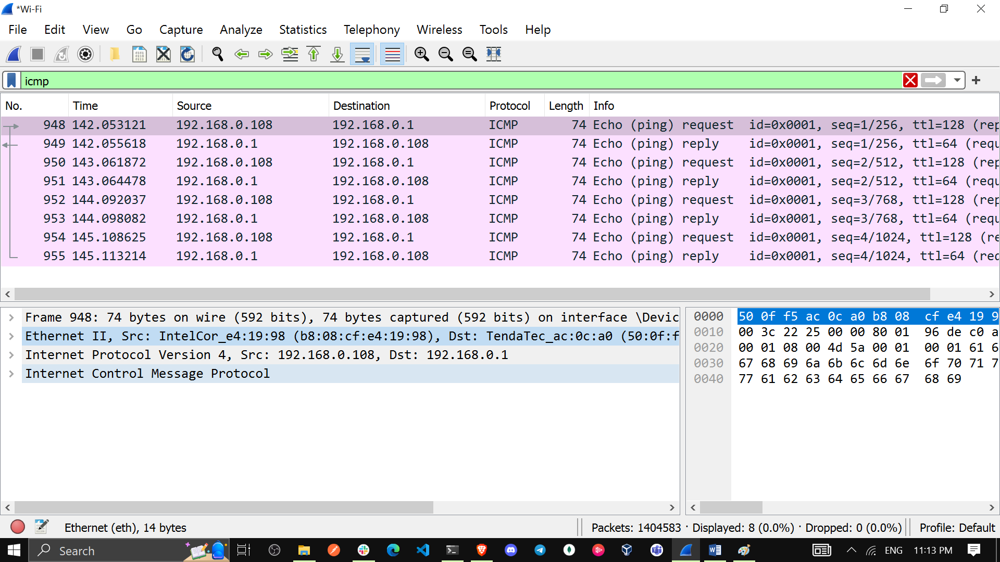 *Wi-Fi
File Edit View Go Capture Analyze Statistics Telephony Wireless Tools Help
icmp
No. Time Source Destination Protocol Length Info
948 142.053121 192.168.0.108 192.168.0.1 ICMP 74 Echo (ping) request id=0x0001, seq=1/256, ttl=128 (rep
949 142.055618 192.168.0.1 192.168.0.108 ICMP 74 Echo (ping) reply id=0x0001, seq=1/256, ttl=64 (requ
950 143.061872 192.168.0.108 192.168.0.1 ICMP 74 Echo (ping) request id=0x0001, seq=2/512, ttl=128 (rep
951 143.064478 192.168.0.1 192.168.0.108 ICMP 74 Echo (ping) reply id=0x0001, seq=2/512, ttl=64 (requ
952 144.092037 192.168.0.108 192.168.0.1 ICMP 74 Echo (ping) request id=0x0001, seq=3/768, ttl=128 (rep
953 144.098082 192.168.0.1 192.168.0.108 ICMP 74 Echo (ping) reply id=0x0001, seq=3/768, ttl=64 (requ
954 145.108625 192.168.0.108 192.168.0.1 ICMP 74 Echo (ping) request id=0x0001, seq=4/1024, ttl=128 (re
955 145.113214 192.168.0.1 192.168.0.108 ICMP 74 Echo (ping) reply id=0x0001, seq=4/1024, ttl=64 (req
Frame 948: 74 bytes on wire (592 bits), 74 bytes captured (592 bits) on interface \Devic
Ethernet II, Src: IntelCor_e4:19:98 (b8:08:cf:e4:19:98), Dst: TendaTec_ac:0c:a0 (50:0f:f
Internet Protocol Version 4, Src: 192.168.0.108, Dst: 192.168.0.1
Internet Control Message Protocol
0000 50 0f f5 ac 0c a0 b8 08 cf e4 19 9
0010 00 3c 22 25 00 00 80 01 96 de c0 a
0020 00 01 08 00 4d 5a 00 01 00 01 61 6
0030 67 68 69 6a 6b 6c 6d 6e 6f 70 71 7
0040 77 61 62 63 64 65 66 67 68 69
Ethernet (eth), 14 bytes
Packets: 1404583 · Displayed: 8 (0.0%) · Dropped: 0 (0.0%)
Profile: Default
Search
ENG
11:13 PM